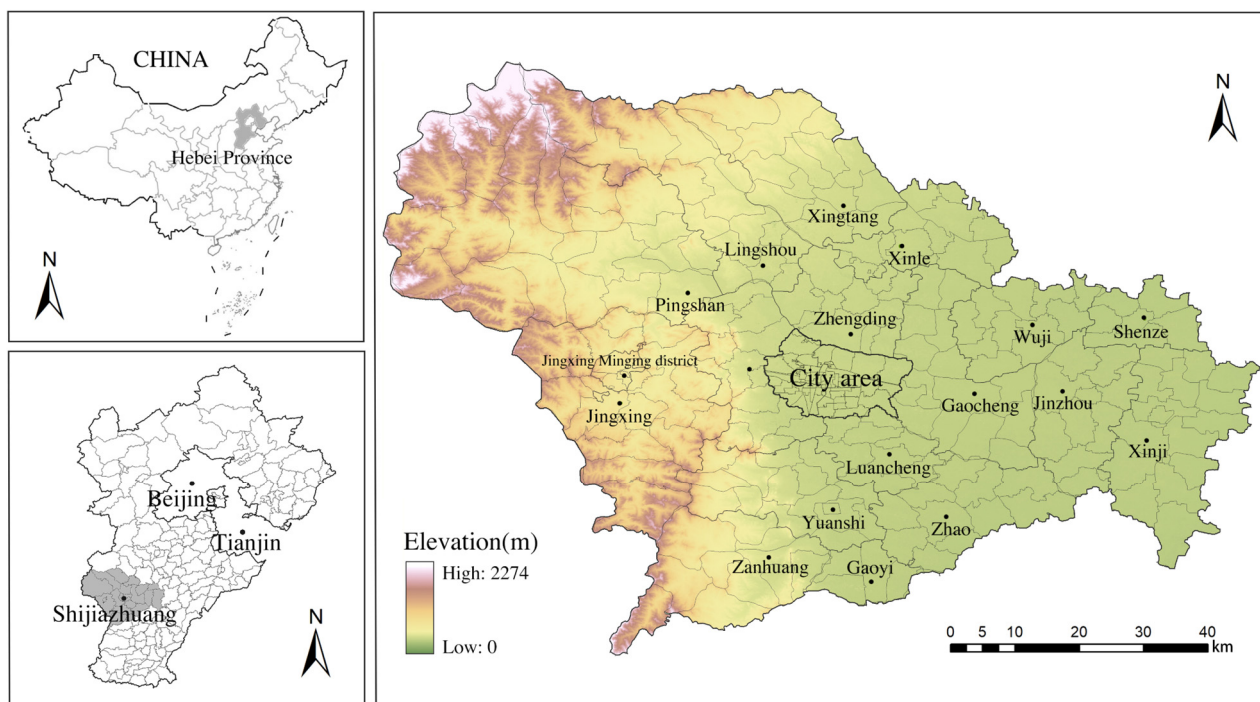 CHINA
Hebei Province
N
Beijing
Tianjin
Shijiazhuang
N
N
Xingtang
Xinle
Lingshou
Pingshan
Zhengding
Wuji
Shenze
Jingxing Minging district
City area
Jingxing
Gaocheng
Jinzhou
Xinji
Luancheng
Yuanshi
Zhao
Zanhuang
Gaoyi
Elevation(m)
High: 2274
Low: 0
0 5 10 20 30 40
km